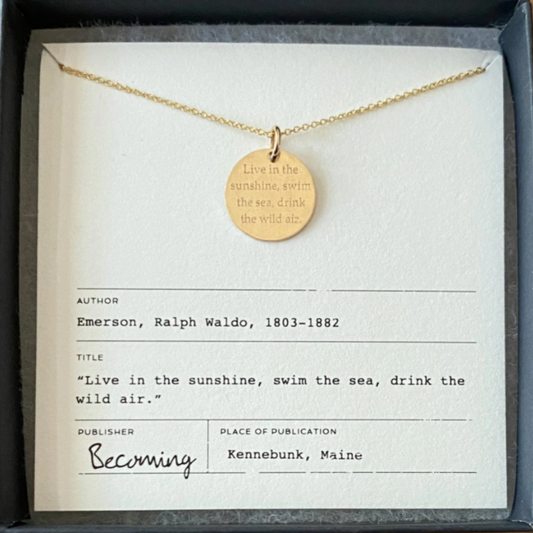 Live in the
sunshine, swim
the sea, drink
the wild air.
AUTHOR
Emerson, Ralph Waldo, 1803–1882
TITLE
“Live in the sunshine, swim the sea, drink the
wild air.”
PUBLISHER
Becoming
PLACE OF PUBLICATION
Kennebunk, Maine